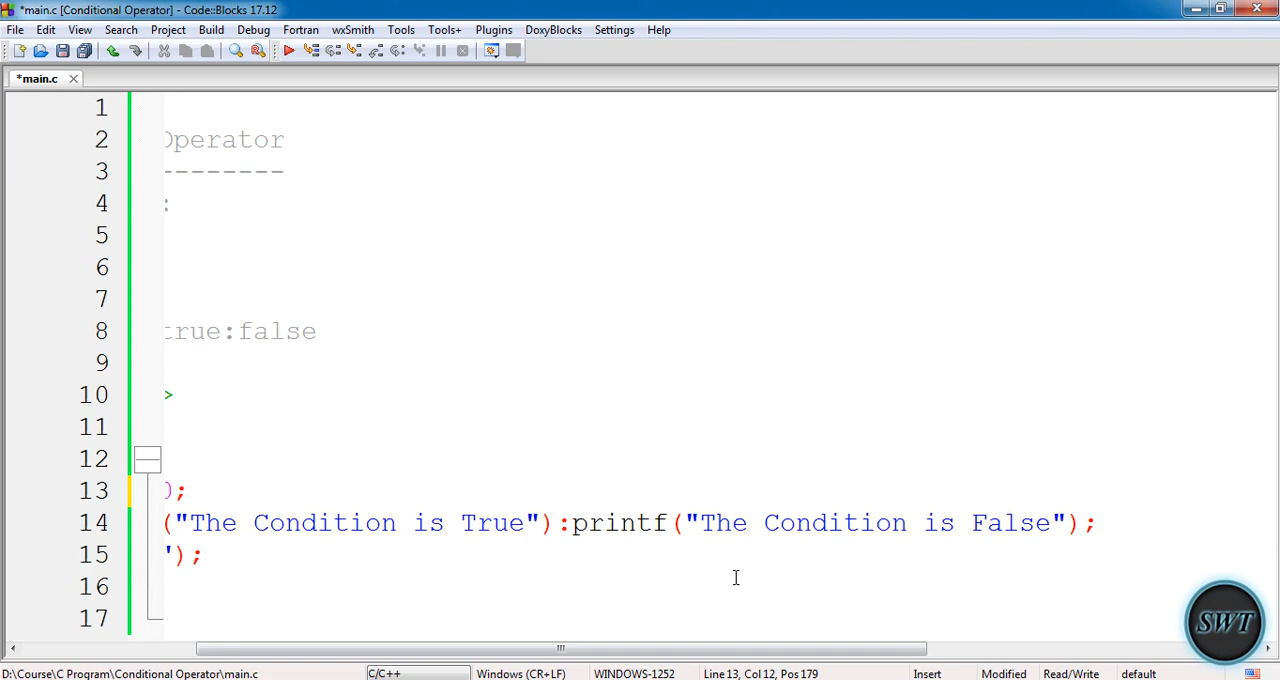 *main.c [Conditional Operator] - Code::Blocks 17.12
File Edit View Search Project Build Debug Fortran wxSmith Tools Tools+ Plugins DoxyBlocks Settings Help
*main.c
1
2 Operator
3 --------
4 :
5
6
7
8 true:false
9
10 >
11
12
13 );
14 ("The Condition is True"):printf("The Condition is False");
15 ");
16
17
SWT
D:\Course\C Program\Conditional Operator\main.c C/C++ Windows (CR+LF) WINDOWS-1252 Line 13, Col 12, Pos 179 Insert Modified Read/Write default